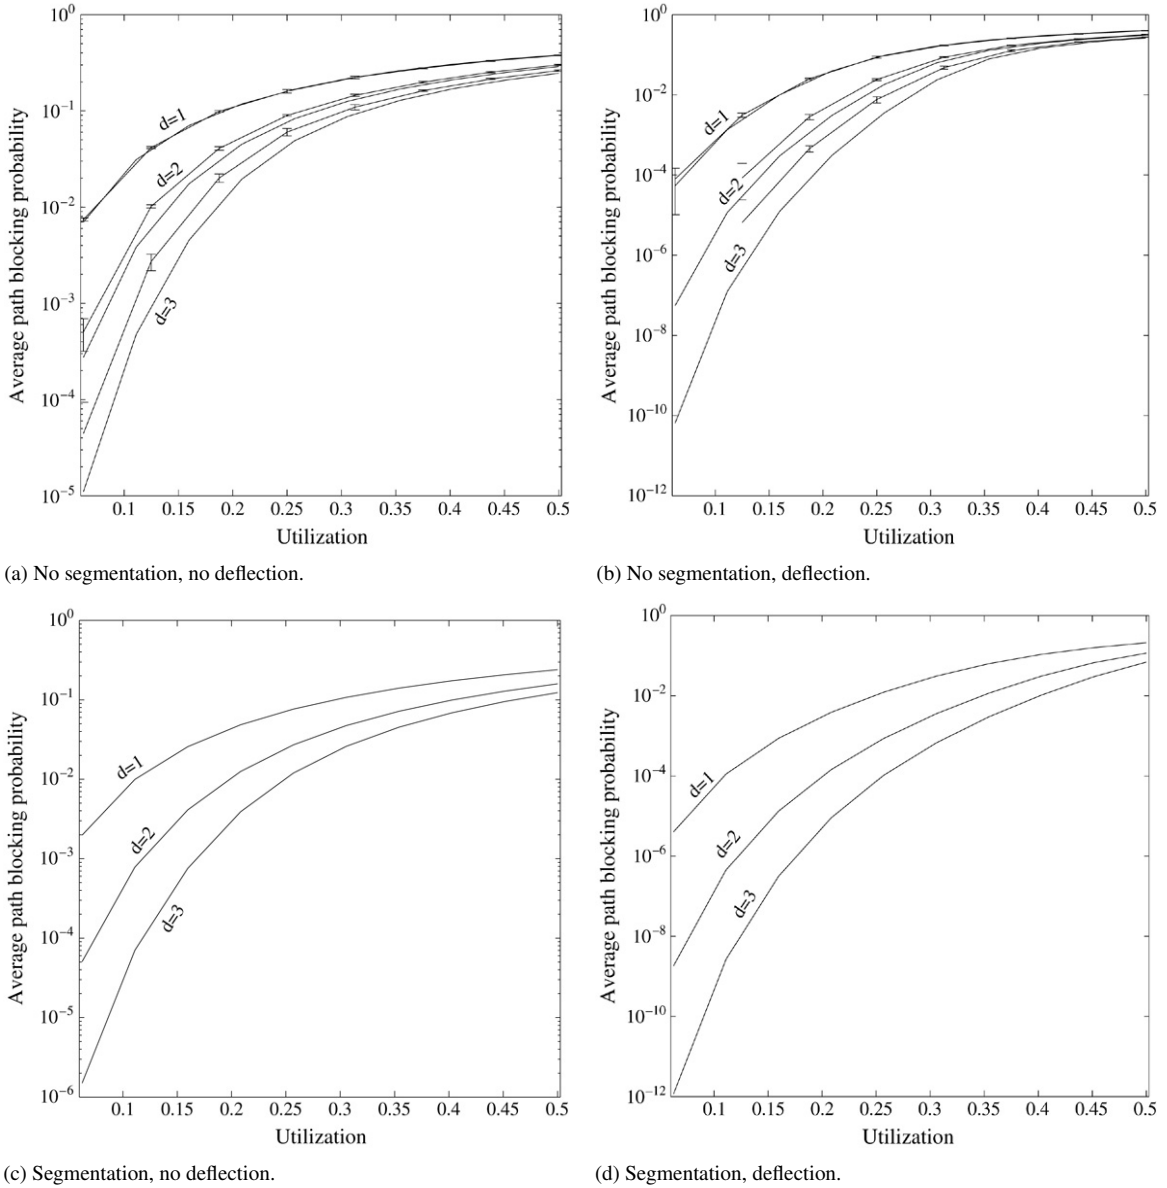 10⁰
10⁻¹
10⁻²
10⁻³
10⁻⁴
10⁻⁵
Average path blocking probability
d=1
d=2
d=3
0.1 0.15 0.2 0.25 0.3 0.35 0.4 0.45 0.5
Utilization
(a) No segmentation, no deflection.
10⁰
10⁻²
10⁻⁴
10⁻⁶
10⁻⁸
10⁻¹⁰
10⁻¹²
Average path blocking probability
d=1
d=2
d=3
0.1 0.15 0.2 0.25 0.3 0.35 0.4 0.45 0.5
Utilization
(b) No segmentation, deflection.
10⁰
10⁻¹
10⁻²
10⁻³
10⁻⁴
10⁻⁵
10⁻⁶
Average path blocking probability
d=1
d=2
d=3
0.1 0.15 0.2 0.25 0.3 0.35 0.4 0.45 0.5
Utilization
(c) Segmentation, no deflection.
10⁰
10⁻²
10⁻⁴
10⁻⁶
10⁻⁸
10⁻¹⁰
10⁻¹²
Average path blocking probability
d=1
d=2
d=3
0.1 0.15 0.2 0.25 0.3 0.35 0.4 0.45 0.5
Utilization
(d) Segmentation, deflection.